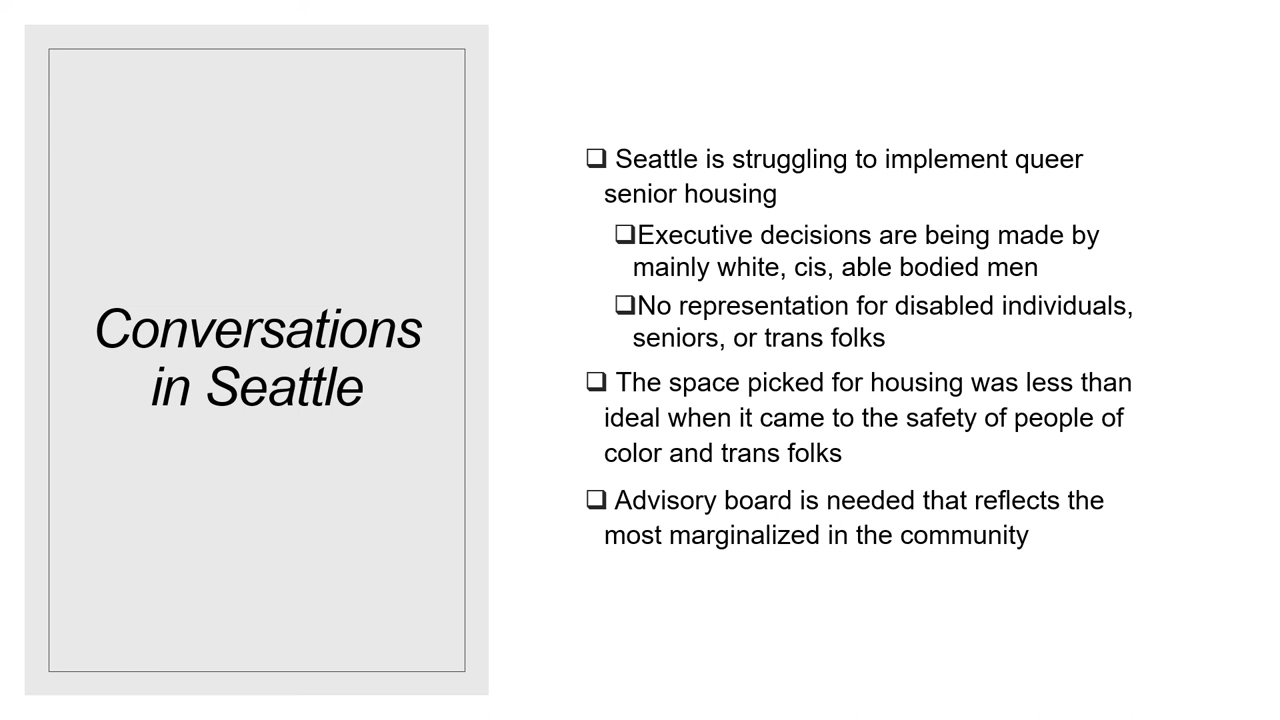 Conversations
in Seattle
❑ Seattle is struggling to implement queer
senior housing
❑Executive decisions are being made by
mainly white, cis, able bodied men
❑No representation for disabled individuals,
seniors, or trans folks
❑ The space picked for housing was less than
ideal when it came to the safety of people of
color and trans folks
❑ Advisory board is needed that reflects the
most marginalized in the community